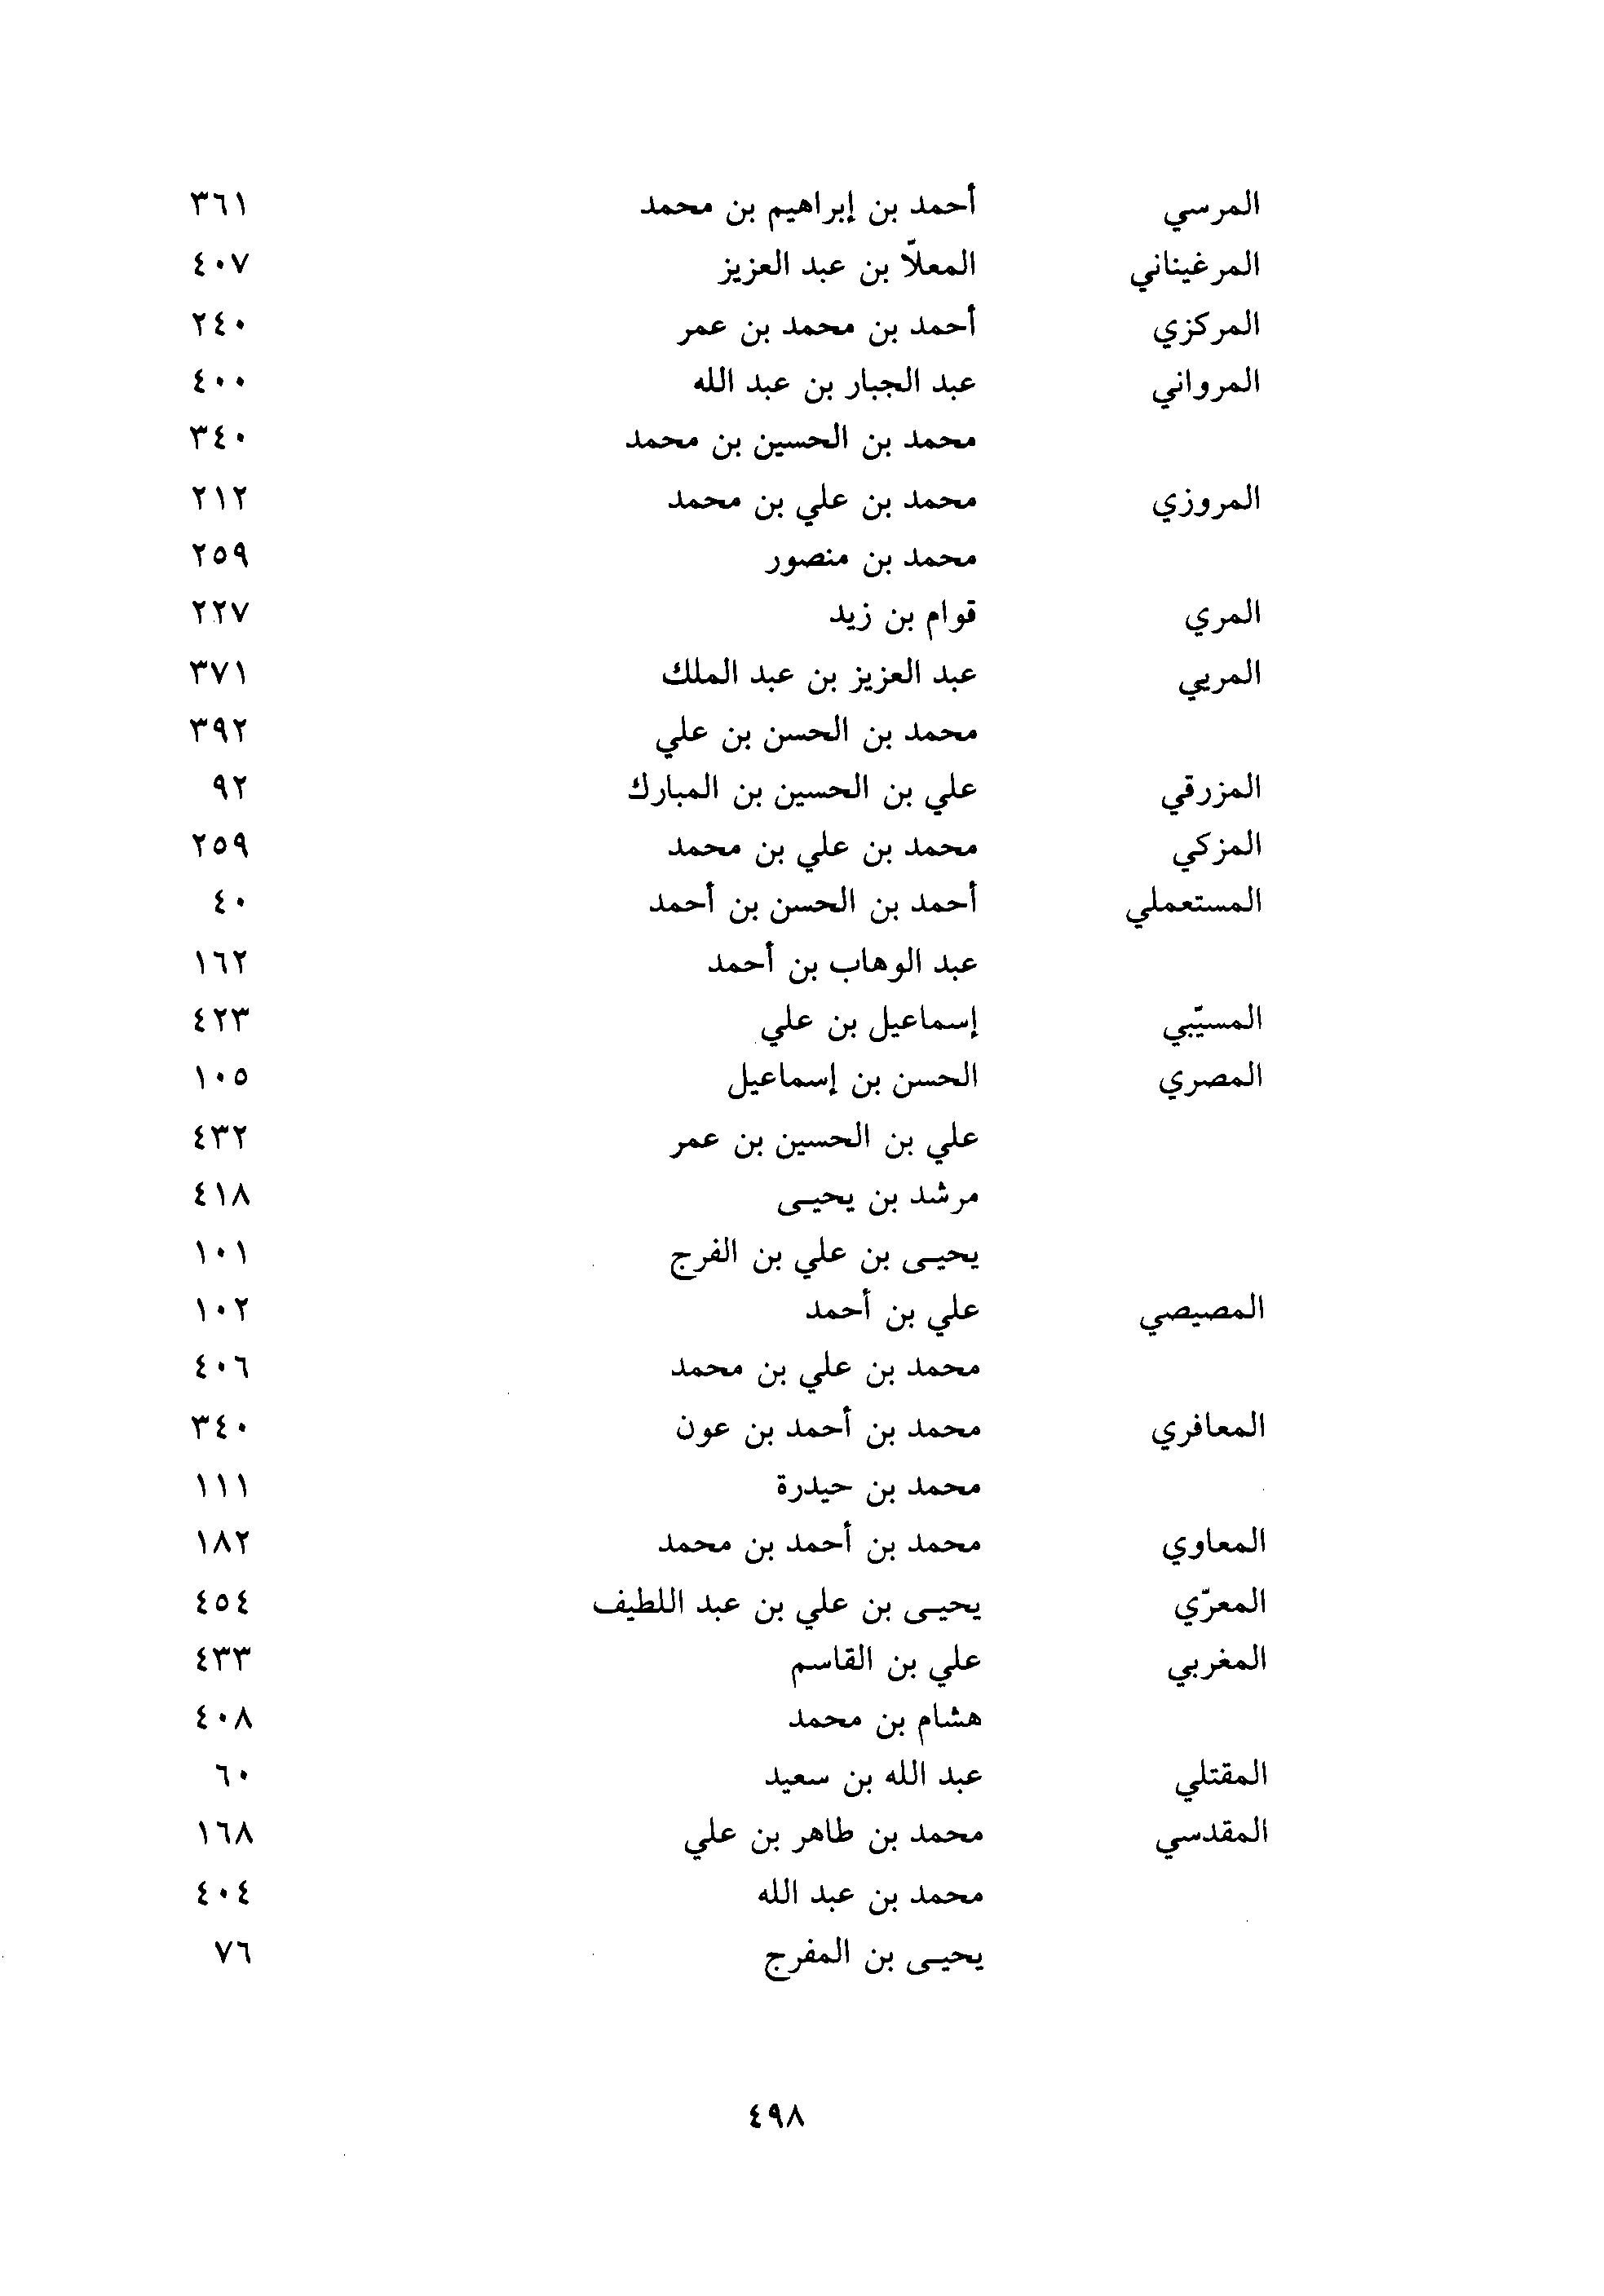 المرسي أحمد بن إبراهيم بن محمد ٣٦١
المرغيناني المعلاّ بن عبد العزيز ٤٠٧
المركزي أحمد بن محمد بن عمر ٢٤٠
المرواني عبد الجبار بن عبد الله ٤٠٠
محمد بن الحسين بن محمد ٣٤٠
المروزي محمد بن علي بن محمد ٢١٢
محمد بن منصور ٢٥٩
المري قوام بن زيد ٢٢٧
المريي عبد العزيز بن عبد الملك ٣٧١
محمد بن الحسن بن علي ٣٩٢
المزرقي علي بن الحسين بن المبارك ٩٢
المزكي محمد بن علي بن محمد ٢٥٩
المستعملي أحمد بن الحسن بن أحمد ٤٠
عبد الوهاب بن أحمد ١٦٢
المسيّبي إسماعيل بن علي ٤٢٣
المصري الحسن بن إسماعيل ١٠٥
علي بن الحسين بن عمر ٤٣٢
مرشد بن يحيى ٤١٨
يحيى بن علي بن الفرج ١٠١
المصيصي علي بن أحمد ١٠٢
محمد بن علي بن محمد ٤٠٦
المعافري محمد بن أحمد بن عون ٣٤٠
محمد بن حيدرة ١١١
المعاوي محمد بن أحمد بن محمد ١٨٢
المعرّي يحيى بن علي بن عبد اللطيف ٤٥٤
المغربي علي بن القاسم ٤٣٣
هشام بن محمد ٤٠٨
المقتلي عبد الله بن سعيد ٦٠
المقدسي محمد بن طاهر بن علي ١٦٨
محمد بن عبد الله ٤٠٤
يحيى بن المفرج ٧٦
٤٩٨